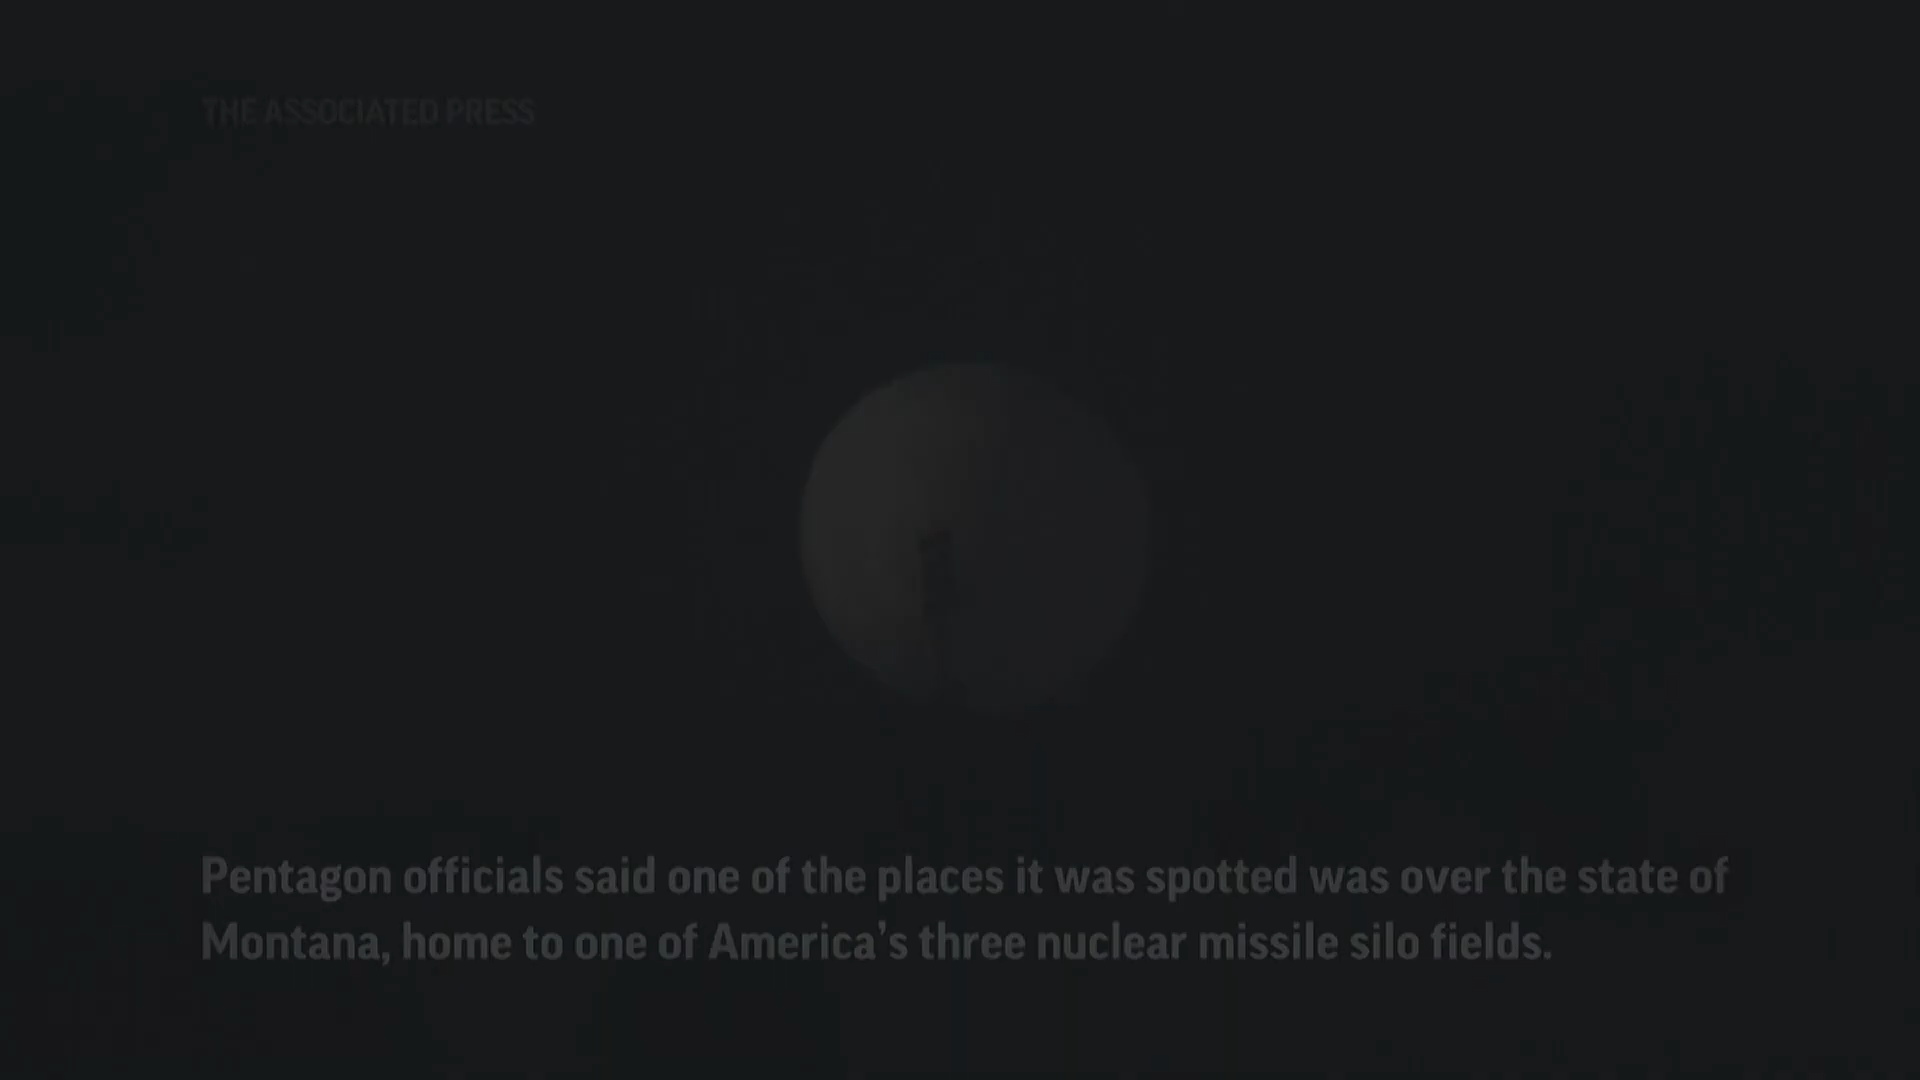 THE ASSOCIATED PRESS
Pentagon officials said one of the places it was spotted was over the state of
Montana, home to one of America’s three nuclear missile silo fields.